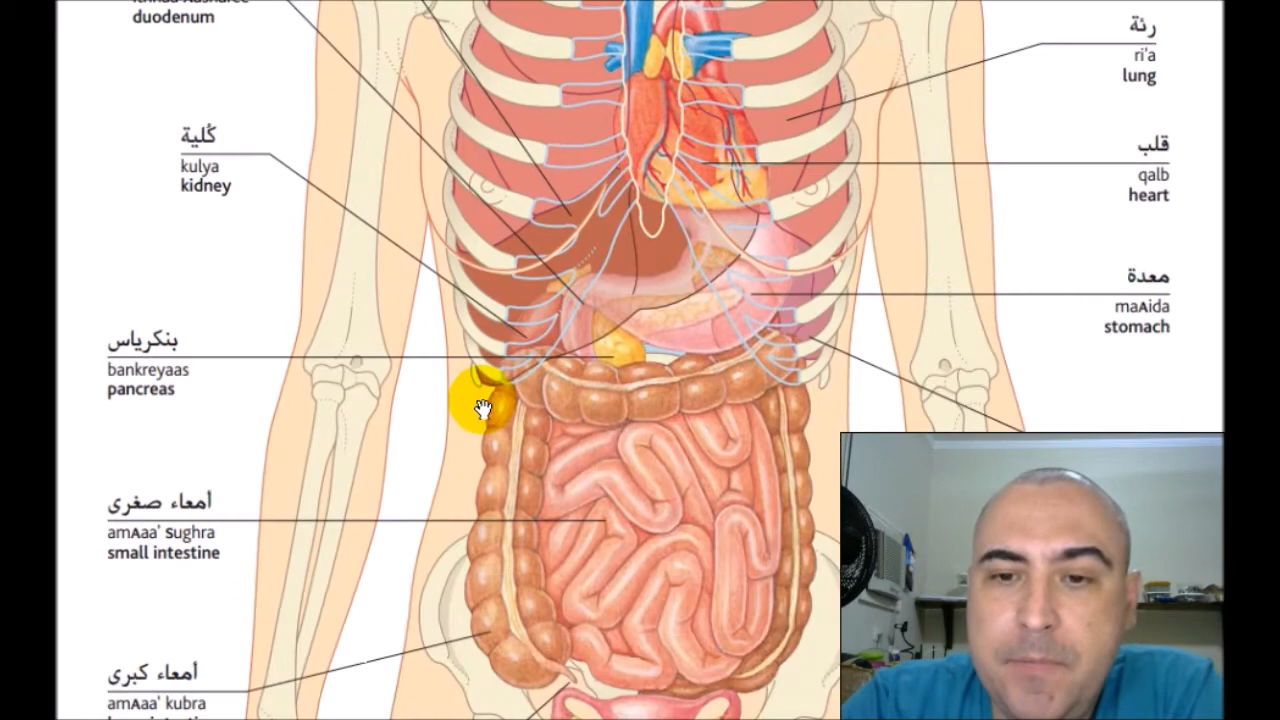 duodenum
كُلية
kulya
kidney
بنكرياس
bankreyaas
pancreas
أمعاء صغرى
amAaa' sughra
small intestine
أمعاء كبرى
amAaa' kubra
رئة
ri'a
lung
قلب
qalb
heart
معدة
maAida
stomach